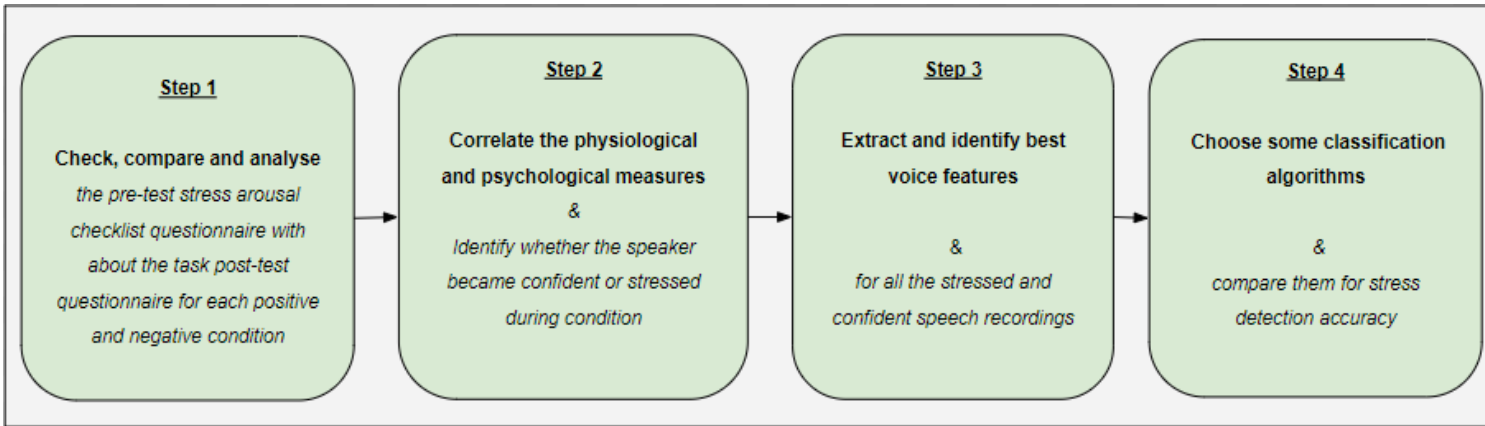 Step 1
Check, compare and analyse
the pre-test stress arousal
checklist questionnaire with
about the task post-test
questionnaire for each positive
and negative condition
Step 2
Correlate the physiological
and psychological measures
&
Identify whether the speaker
became confident or stressed
during condition
Step 3
Extract and identify best
voice features
&
for all the stressed and
confident speech recordings
Step 4
Choose some classification
algorithms
&
compare them for stress
detection accuracy